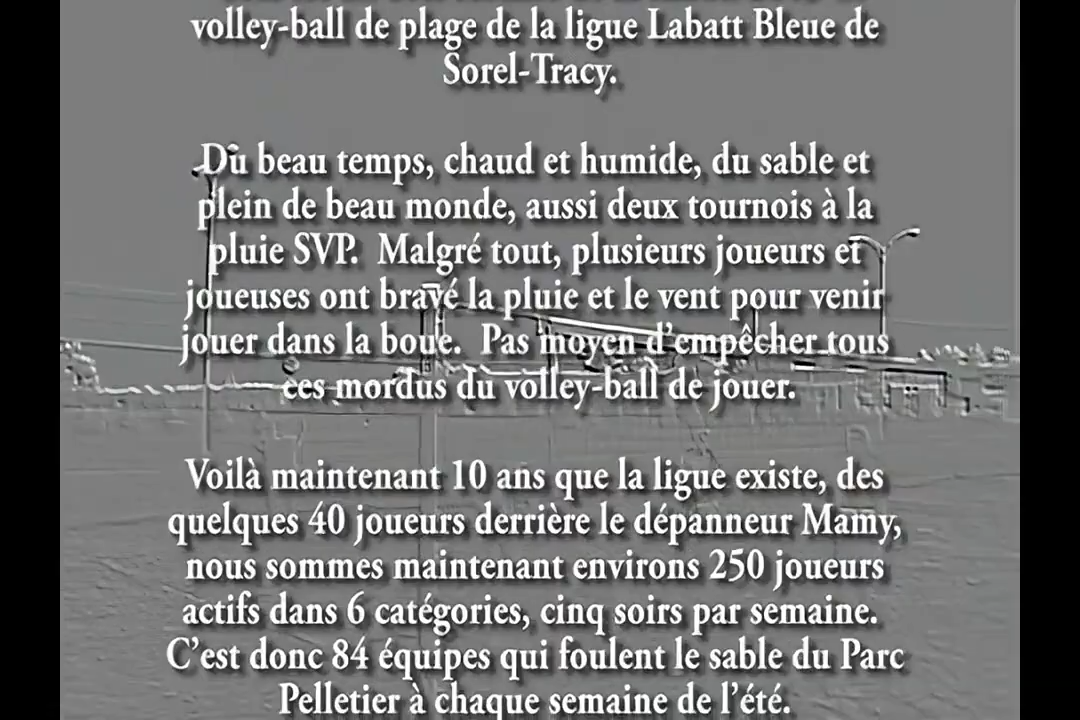 volley-ball de plage de la ligue Labatt Bleue de
Sorel-Tracy.
Du beau temps, chaud et humide, du sable et
plein de beau monde, aussi deux tournois à la
pluie SVP.  Malgré tout, plusieurs joueurs et
joueuses ont bravé la pluie et le vent pour venir
jouer dans la boue.  Pas moyen d'empêcher tous
ces mordus du volley-ball de jouer.
Voilà maintenant 10 ans que la ligue existe, des
quelques 40 joueurs derrière le dépanneur Mamy,
nous sommes maintenant environs 250 joueurs
actifs dans 6 catégories, cinq soirs par semaine.
C'est donc 84 équipes qui foulent le sable du Parc
Pelletier à chaque semaine de l'été.